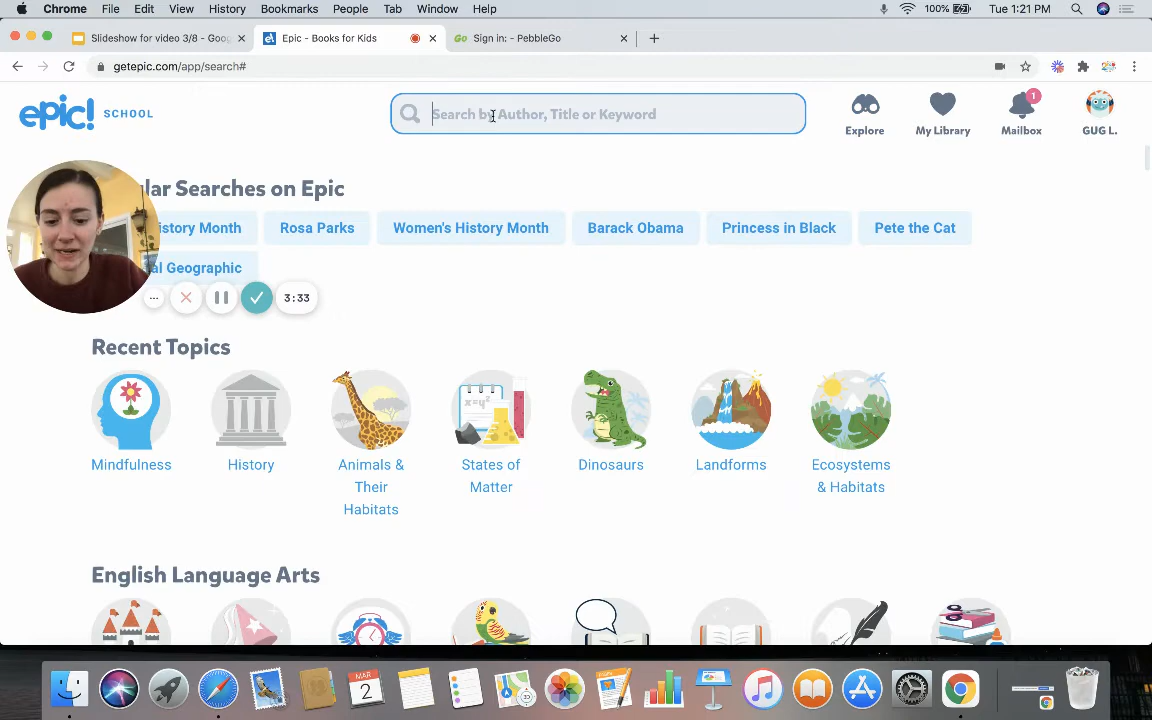 Chrome File Edit View History Bookmarks People Tab Window Help 100% Tue 1:21 PM
Slideshow for video 3/8 - Goog Epic - Books for Kids Sign in: - PebbleGo
getepic.com/app/search#
epic! SCHOOL
Search by Author, Title or Keyword
1
Explore My Library Mailbox GUG L.
lar Searches on Epic
istory Month Rosa Parks Women's History Month Barack Obama Princess in Black Pete the Cat
al Geographic
3:33
Recent Topics
Mindfulness History Animals & Their Habitats States of Matter Dinosaurs Landforms Ecosystems & Habitats
English Language Arts
MAR
2